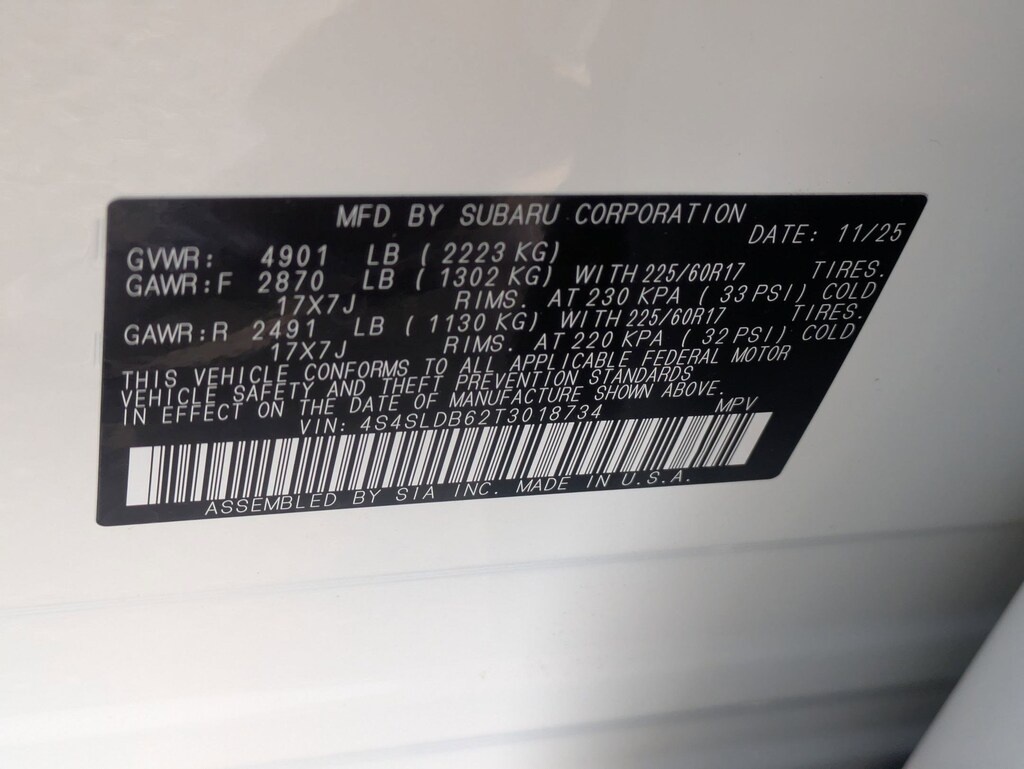 MFD BY SUBARU CORPORATION
DATE: 11/25
GVWR: 4901 LB ( 2223 KG)
GAWR:F 2870 LB ( 1302 KG) WITH 225/60R17 TIRES.
17X7J RIMS. AT 230 KPA ( 33 PSI) COLD
GAWR:R 2491 LB ( 1130 KG) WITH 225/60R17 TIRES.
17X7J RIMS. AT 220 KPA ( 32 PSI) COLD
THIS VEHICLE CONFORMS TO ALL APPLICABLE FEDERAL MOTOR
VEHICLE SAFETY AND THEFT PREVENTION STANDARDS
IN EFFECT ON THE DATE OF MANUFACTURE SHOWN ABOVE.
VIN: 4S4SLDB62T3018734 MPV
ASSEMBLED BY SIA INC. MADE IN U.S.A.